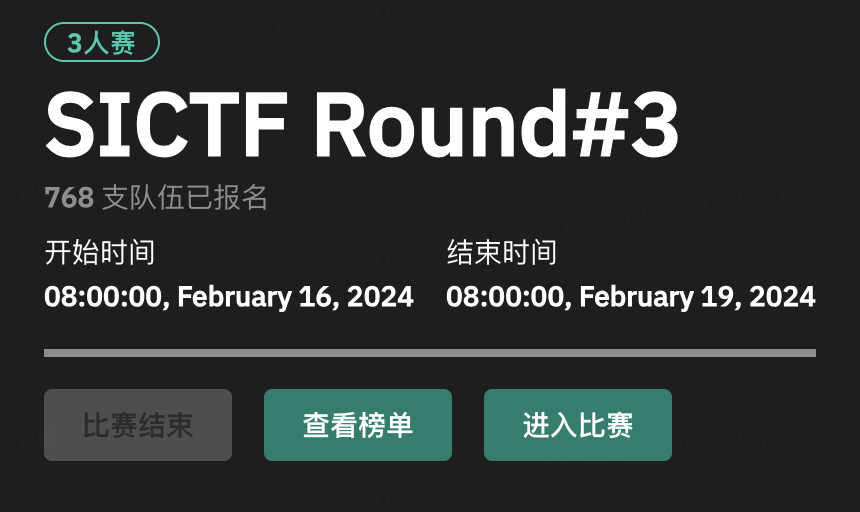 3人赛
SICTF Round#3
768 支队伍已报名
开始时间 结束时间
08:00:00, February 16, 2024 08:00:00, February 19, 2024
比赛结束 查看榜单 进入比赛